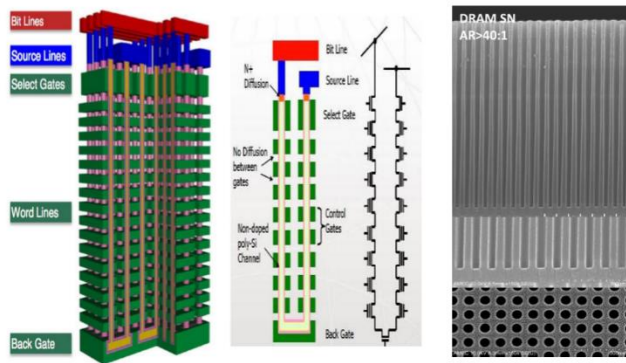 Bit Lines
Source Lines
Select Gates
Word Lines
Back Gate
Bit Line
N+
Diffusion
Source Line
Select Gate
No Diffusion
between
gates
Control
Gates
Non-doped
poly-Si
Channel
Back Gate
DRAM SN
AR>40:1